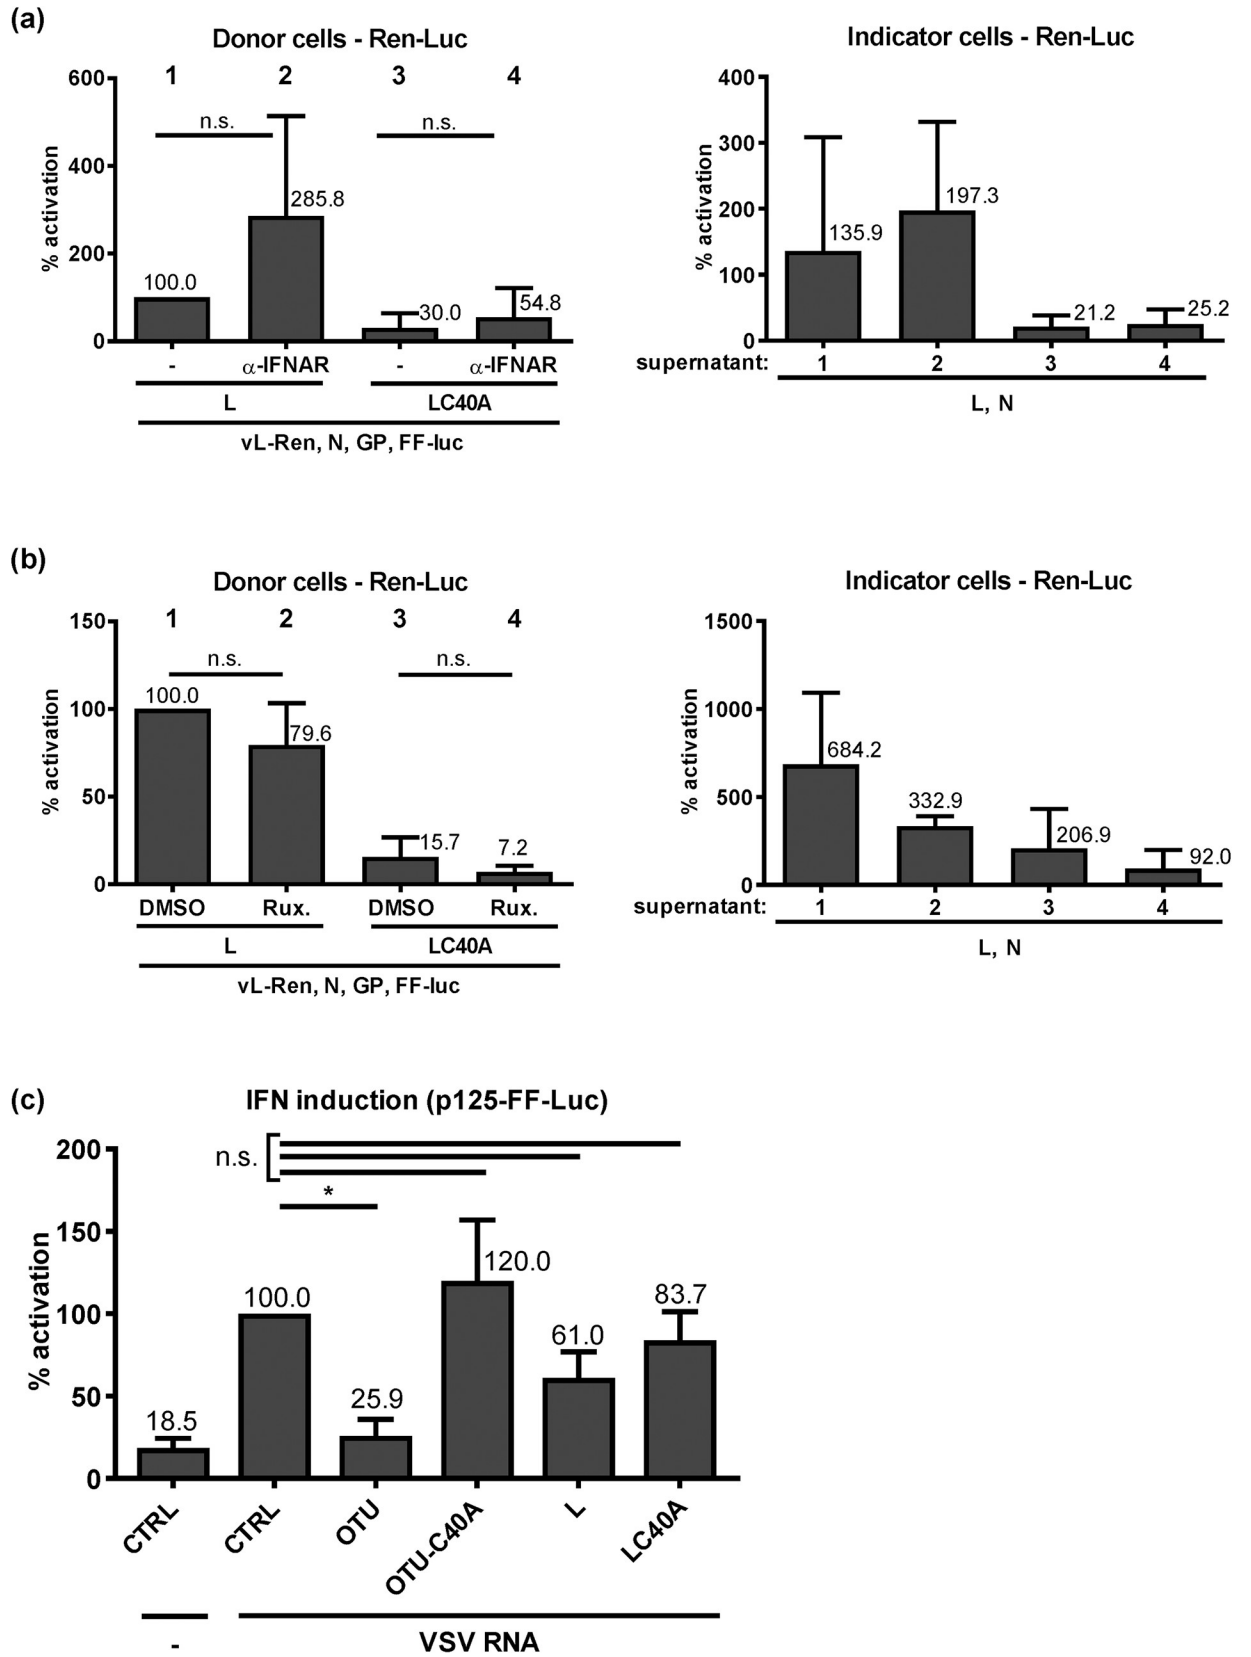 (a)
Donor cells - Ren-Luc
1 2 3 4
n.s. n.s.
% activation
600
400
200
0
100.0
285.8
30.0
54.8
- α-IFNAR - α-IFNAR
L LC40A
vL-Ren, N, GP, FF-luc
Indicator cells - Ren-Luc
% activation
400
300
200
100
0
135.9
197.3
21.2
25.2
supernatant: 1 2 3 4
L, N
(b)
Donor cells - Ren-Luc
1 2 3 4
n.s. n.s.
% activation
150
100
50
0
100.0
79.6
15.7
7.2
DMSO Rux. DMSO Rux.
L LC40A
vL-Ren, N, GP, FF-luc
Indicator cells - Ren-Luc
% activation
1500
1000
500
0
684.2
332.9
206.9
92.0
supernatant: 1 2 3 4
L, N
(c)
IFN induction (p125-FF-Luc)
n.s.
*
% activation
200
150
100
50
0
18.5
100.0
25.9
120.0
61.0
83.7
CTRL CTRL OTU OTU-C40A L LC40A
- VSV RNA